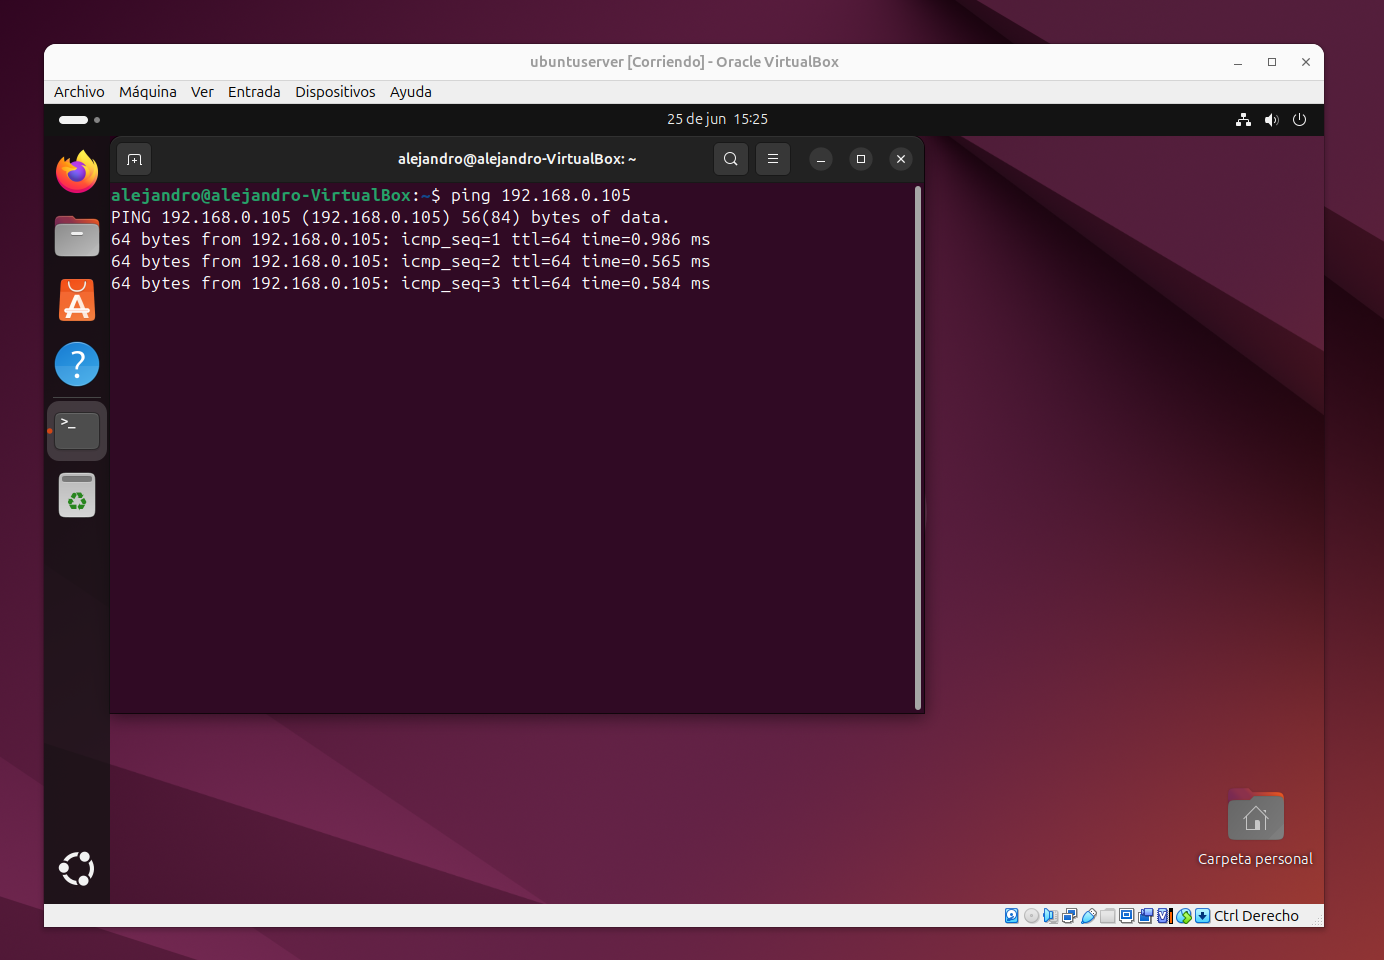 ubuntuserver [Corriendo] - Oracle VirtualBox
Archivo Máquina Ver Entrada Dispositivos Ayuda
25 de jun 15:25
alejandro@alejandro-VirtualBox: ~
alejandro@alejandro-VirtualBox:~$ ping 192.168.0.105
PING 192.168.0.105 (192.168.0.105) 56(84) bytes of data.
64 bytes from 192.168.0.105: icmp_seq=1 ttl=64 time=0.986 ms
64 bytes from 192.168.0.105: icmp_seq=2 ttl=64 time=0.565 ms
64 bytes from 192.168.0.105: icmp_seq=3 ttl=64 time=0.584 ms
Carpeta personal
Ctrl Derecho